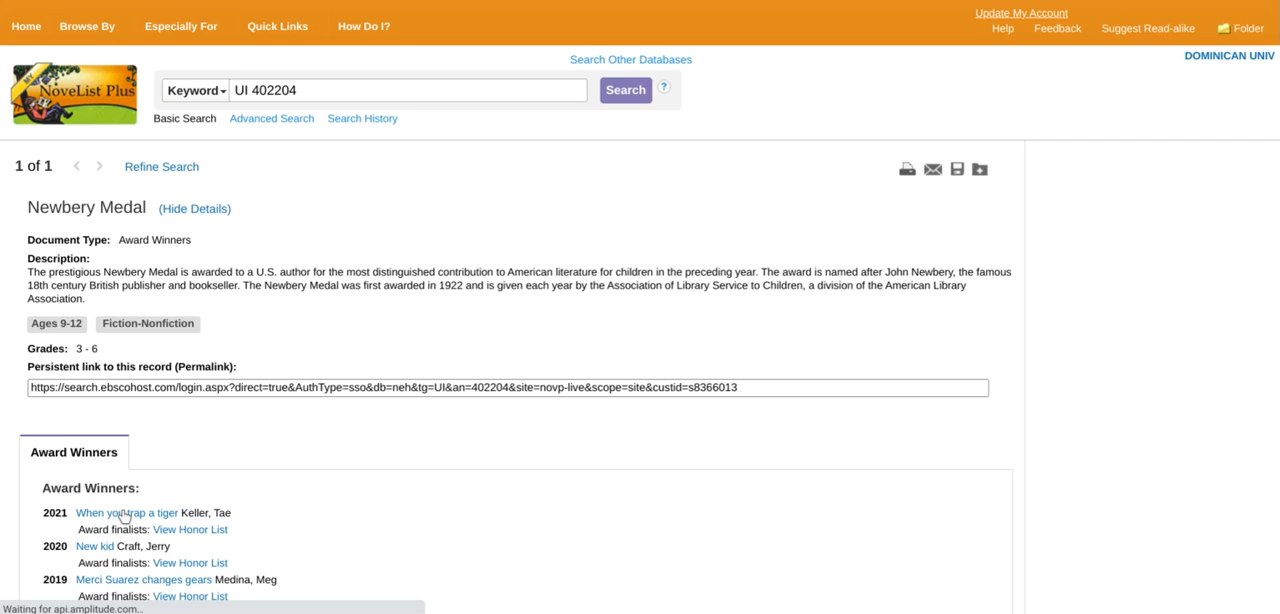 Update My Account
Home Browse By Especially For Quick Links How Do I?
Help Feedback Suggest Read-alike Folder
DOMINICAN UNIV
Search Other Databases
MY
NoveList Plus
Keyword UI 402204 Search ?
Basic Search Advanced Search Search History
1 of 1 Refine Search
Newbery Medal (Hide Details)
Document Type: Award Winners
Description:
The prestigious Newbery Medal is awarded to a U.S. author for the most distinguished contribution to American literature for children in the preceding year. The award is named after John Newbery, the famous
18th century British publisher and bookseller. The Newbery Medal was first awarded in 1922 and is given each year by the Association of Library Service to Children, a division of the American Library
Association.
Ages 9-12 Fiction-Nonfiction
Grades: 3 - 6
Persistent link to this record (Permalink):
https://search.ebscohost.com/login.aspx?direct=true&AuthType=sso&db=neh&tg=UI&an=402204&site=novp-live&scope=site&custid=s8366013
Award Winners
Award Winners:
2021 When you trap a tiger Keller, Tae
Award finalists: View Honor List
2020 New kid Craft, Jerry
Award finalists: View Honor List
2019 Merci Suarez changes gears Medina, Meg
Award finalists: View Honor List
Waiting for api.amplitude.com...